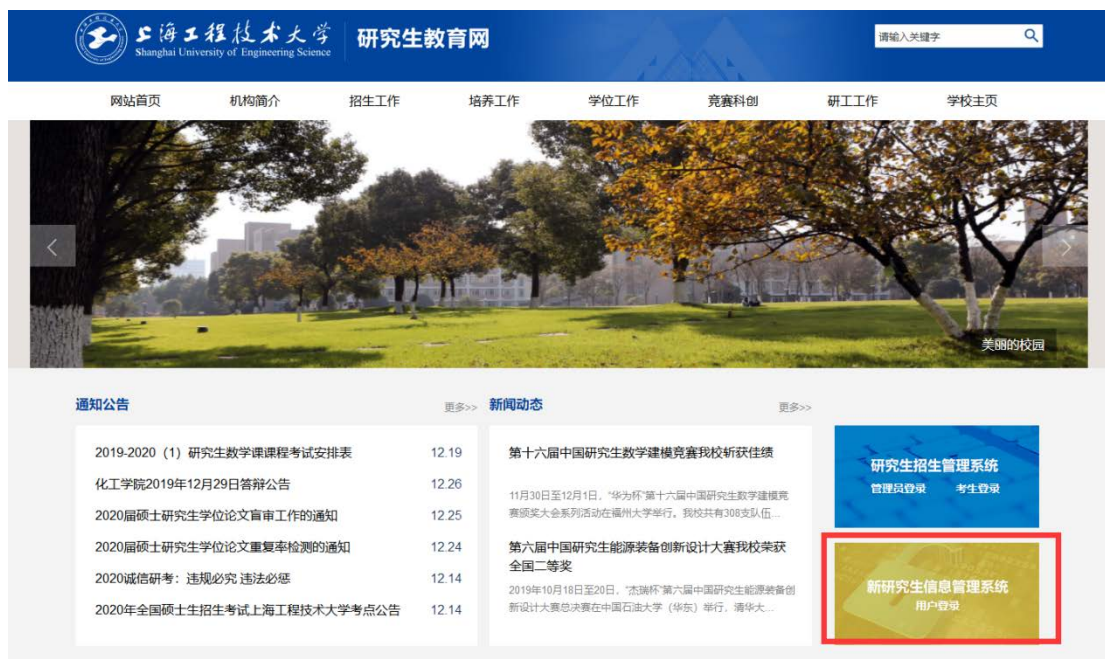 上海工程技术大学
Shanghai University of Engineering Science
研究生教育网
请输入关键字
网站首页 机构简介 招生工作 培养工作 学位工作 竞赛科创 研工工作 学校主页
美丽的校园
通知公告 更多>>
2019-2020（1）研究生数学课课程考试安排表 12.19
化工学院2019年12月29日答辩公告 12.26
2020届硕士研究生学位论文盲审工作的通知 12.25
2020届硕士研究生学位论文重复率检测的通知 12.24
2020诚信研考：违规必究 违法必惩 12.14
2020年全国硕士生招生考试上海工程技术大学考点公告 12.14
新闻动态 更多>>
第十六届中国研究生数学建模竞赛我校斩获佳绩
11月30日至12月1日，“华为杯”第十六届中国研究生数学建模竞
赛颁奖大会系列活动在福州大学举行。我校共有308支队伍...
第六届中国研究生能源装备创新设计大赛我校荣获
全国二等奖
2019年10月18日至20日，“杰瑞杯”第六届中国研究生能源装备创
新设计大赛总决赛在中国石油大学（华东）举行，清华大...
研究生招生管理系统
管理员登录 考生登录
新研究生信息管理系统
用户登录